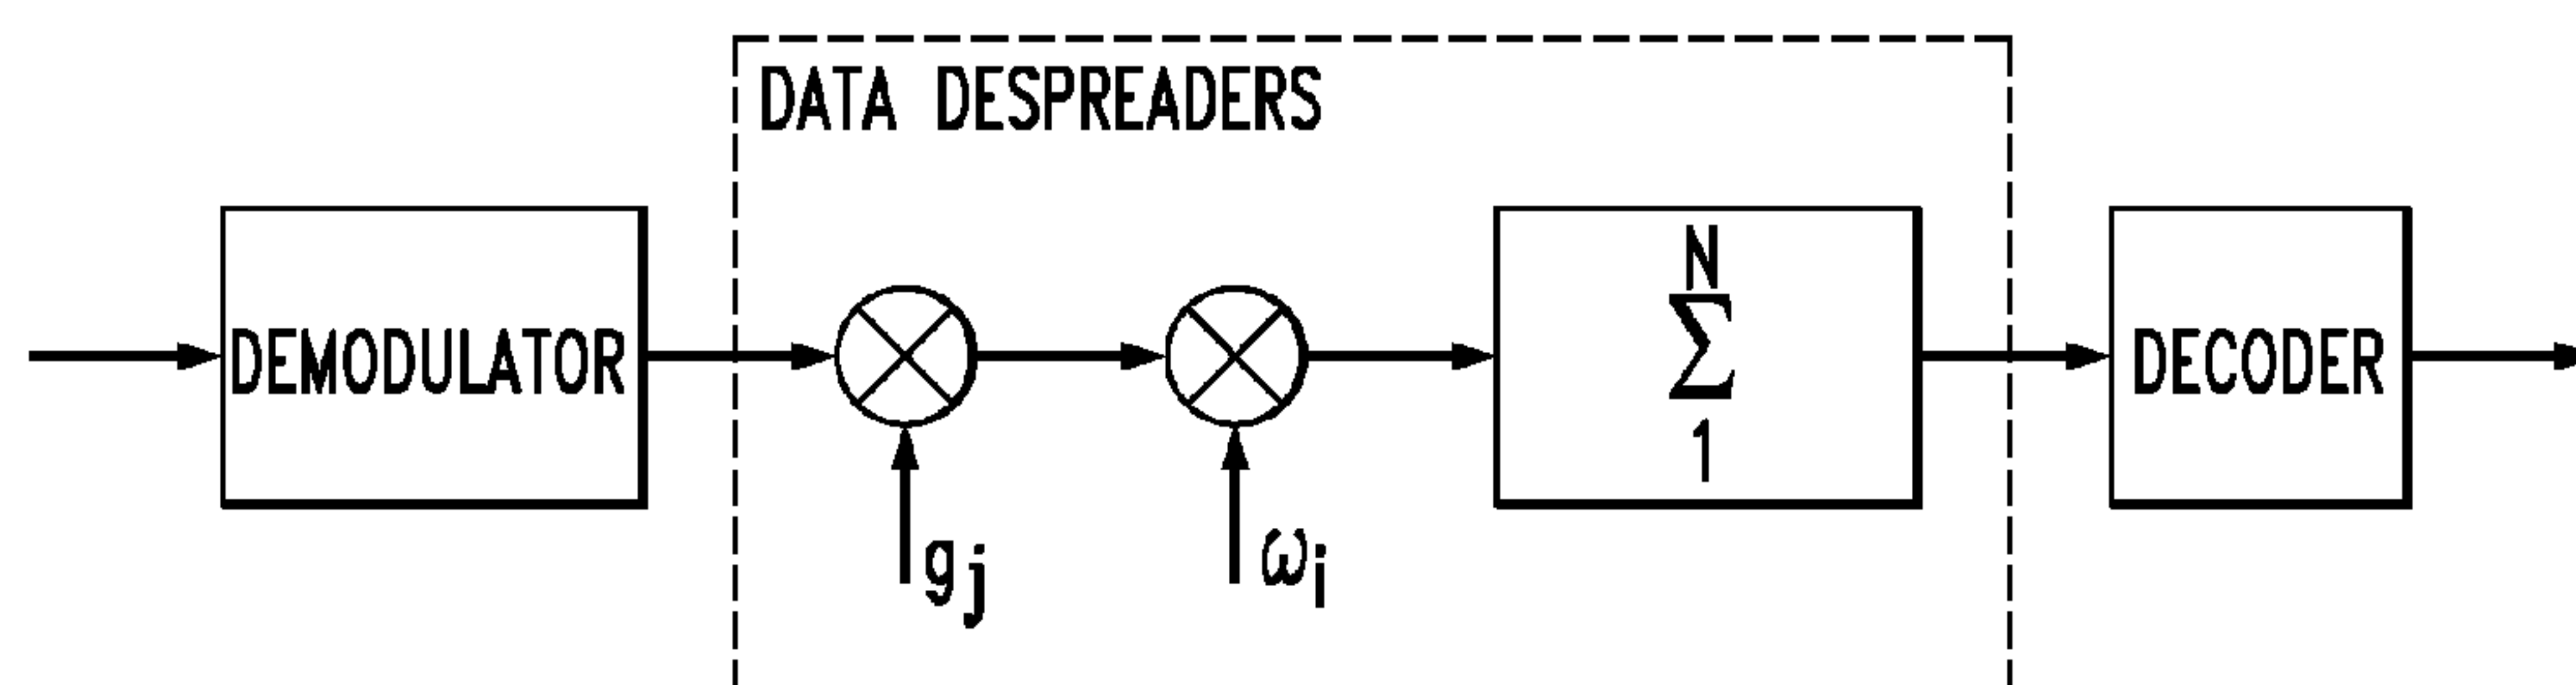 DATA DESPREADERS
DEMODULATOR
N
Σ
1
DECODER
gj
ωi